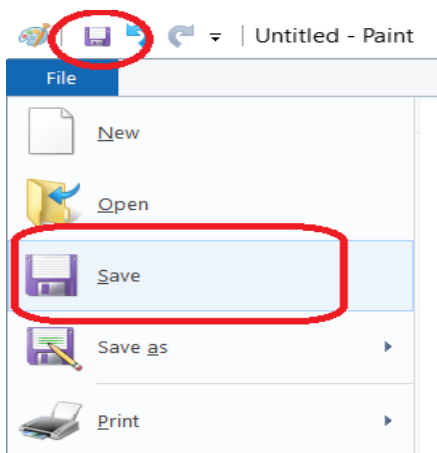 Untitled - Paint
File
New
Open
Save
Save as
Print